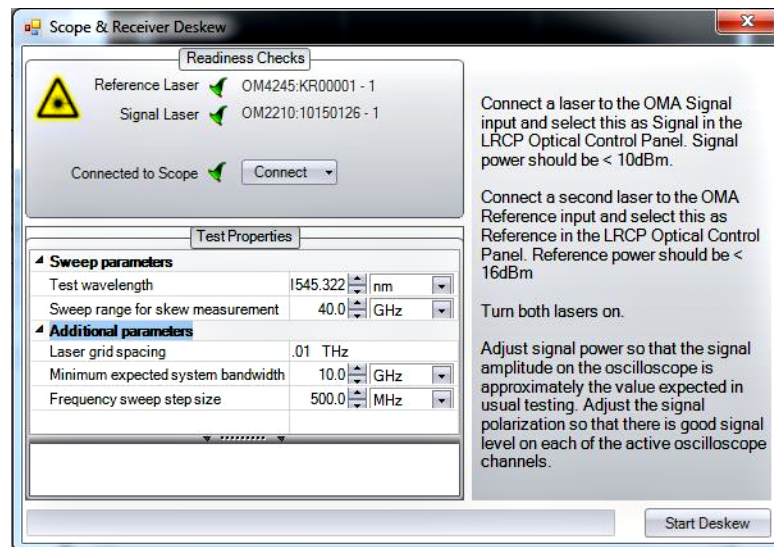 Scope & Receiver Deskew
Readiness Checks
Reference Laser OM4245:KR00001 - 1
Signal Laser OM2210:10150126 - 1
Connected to Scope Connect
Test Properties
Sweep parameters
Test wavelength 1545.322 nm
Sweep range for skew measurement 40.0 GHz
Additional parameters
Laser grid spacing .01 THz
Minimum expected system bandwidth 10.0 GHz
Frequency sweep step size 500.0 MHz
Connect a laser to the OMA Signal
input and select this as Signal in the
LRCP Optical Control Panel. Signal
power should be < 10dBm.
Connect a second laser to the OMA
Reference input and select this as
Reference in the LRCP Optical Control
Panel. Reference power should be <
16dBm
Turn both lasers on.
Adjust signal power so that the signal
amplitude on the oscilloscope is
approximately the value expected in
usual testing. Adjust the signal
polarization so that there is good signal
level on each of the active oscilloscope
channels.
Start Deskew